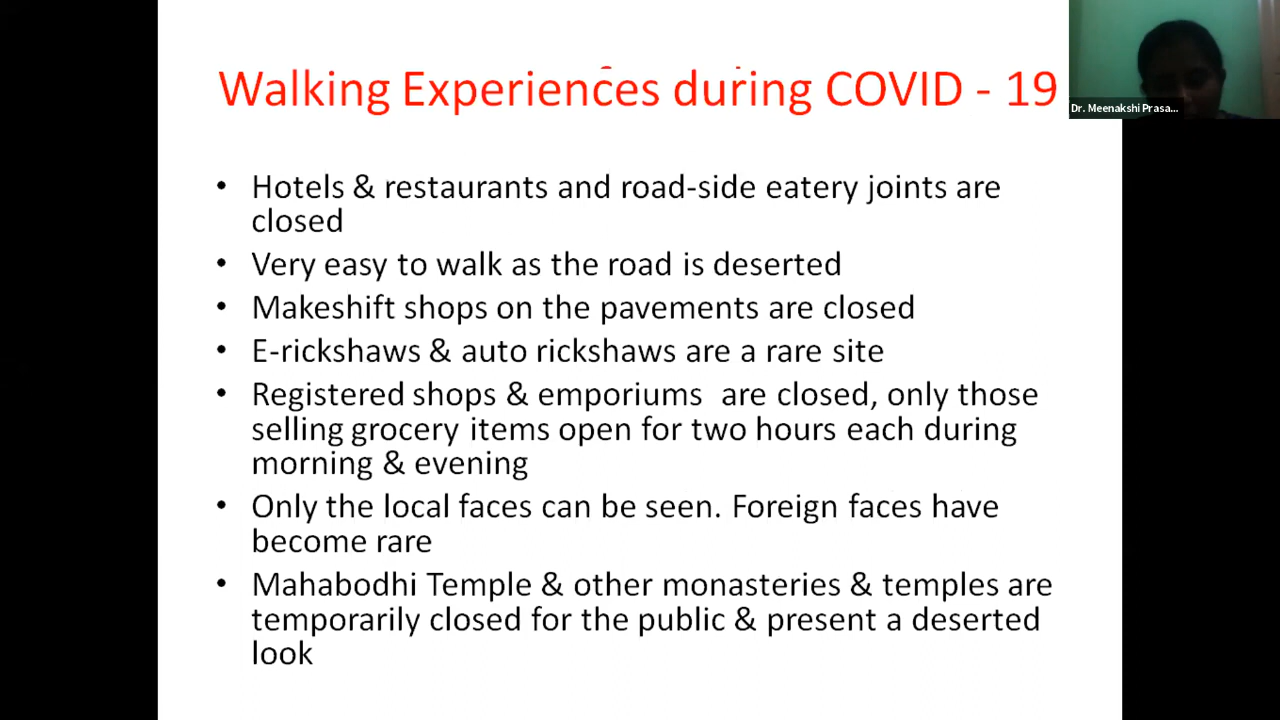 Walking Experiences during COVID - 19
Dr. Meenakshi Prasa...
• Hotels & restaurants and road-side eatery joints are
closed
• Very easy to walk as the road is deserted
• Makeshift shops on the pavements are closed
• E-rickshaws & auto rickshaws are a rare site
• Registered shops & emporiums  are closed, only those
selling grocery items open for two hours each during
morning & evening
• Only the local faces can be seen. Foreign faces have
become rare
• Mahabodhi Temple & other monasteries & temples are
temporarily closed for the public & present a deserted
look